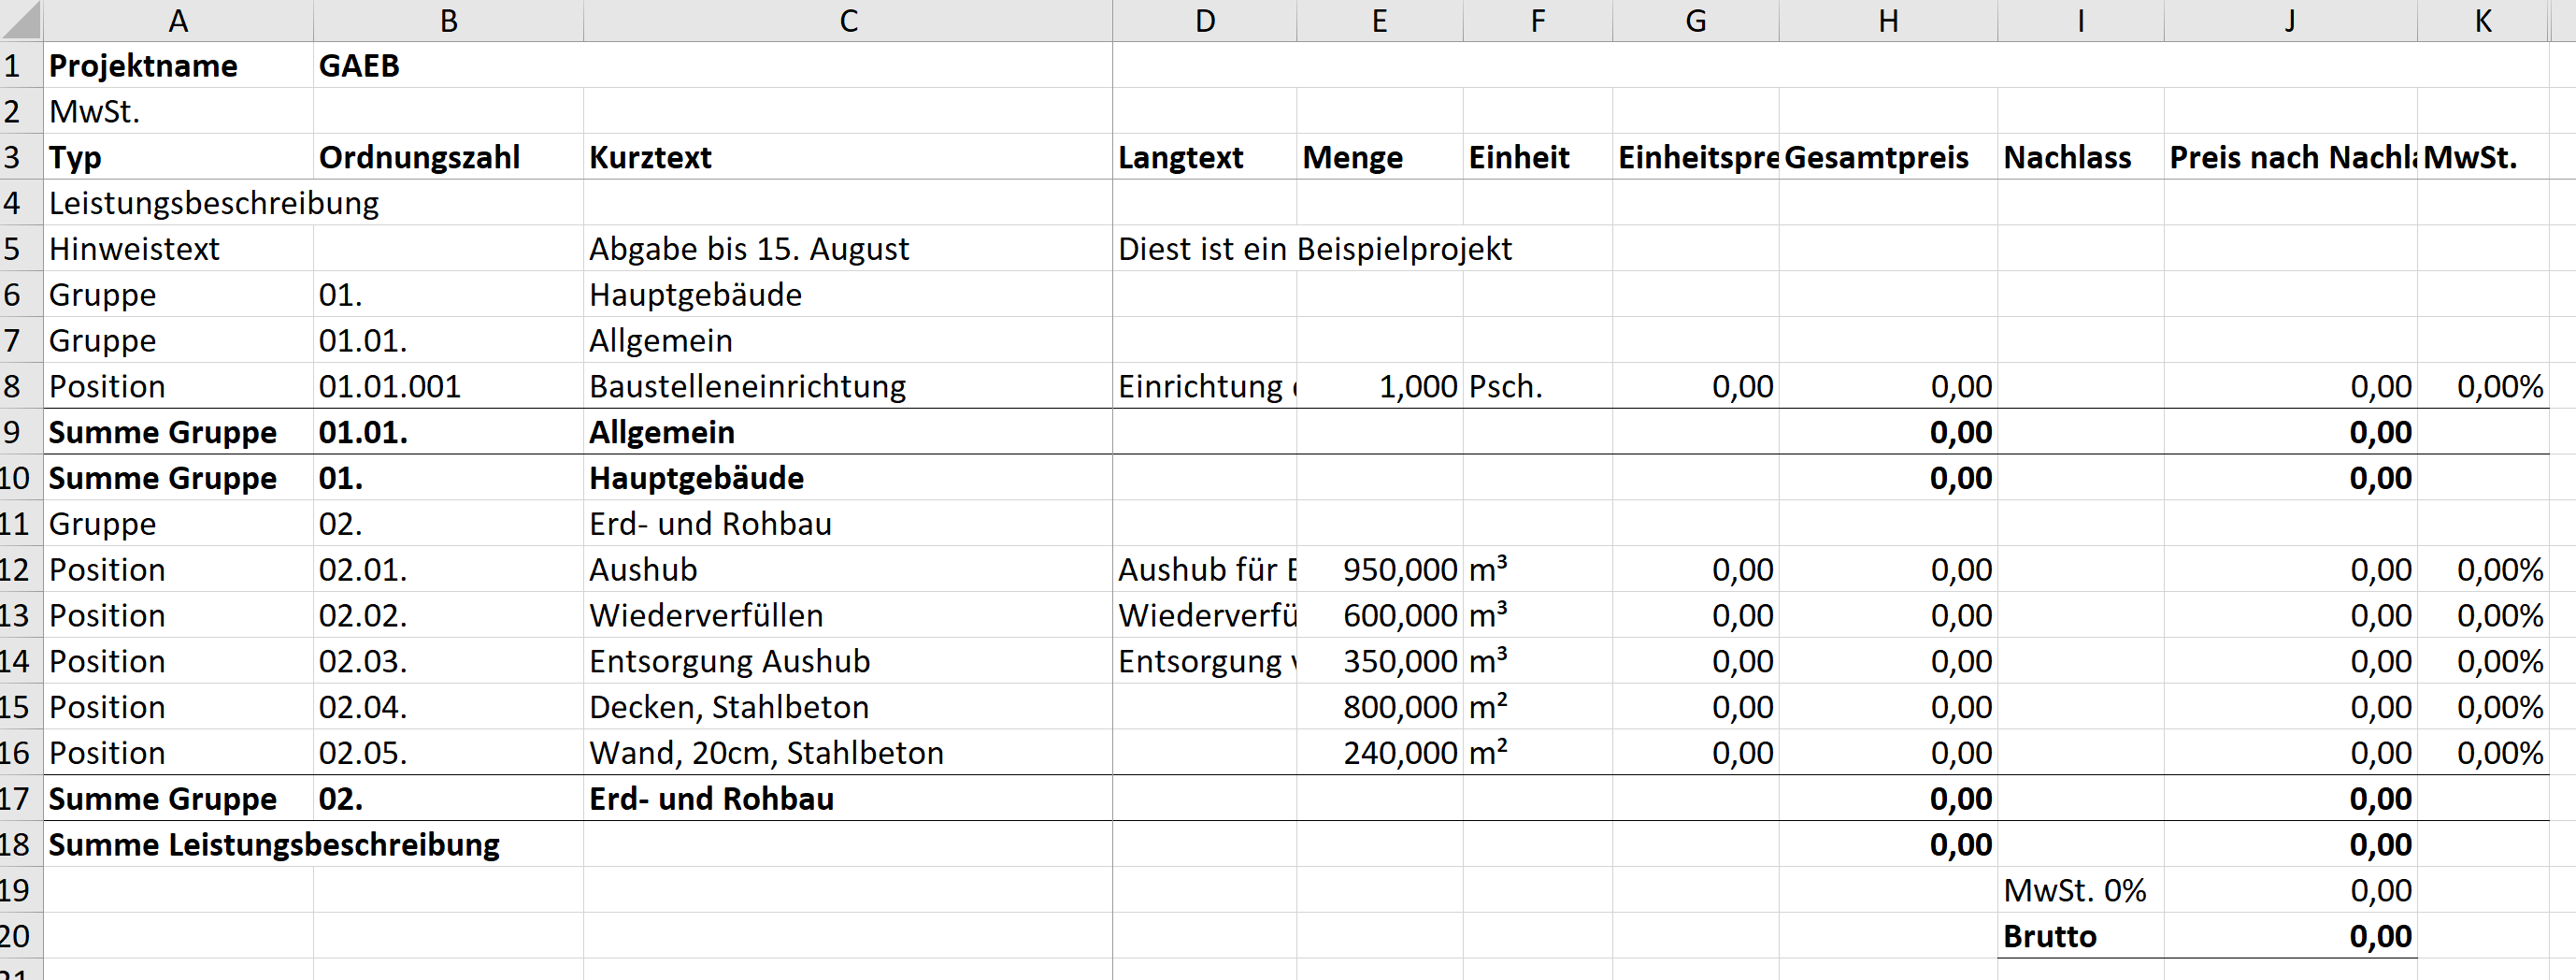 A B C D E F G H I J K
1 Projektname GAEB
2 MwSt.
3 Typ Ordnungszahl Kurztext Langtext Menge Einheit Einheitspre Gesamtpreis Nachlass Preis nach Nachla MwSt.
4 Leistungsbeschreibung
5 Hinweistext Abgabe bis 15. August Diest ist ein Beispielprojekt
6 Gruppe 01. Hauptgebäude
7 Gruppe 01.01. Allgemein
8 Position 01.01.001 Baustelleneinrichtung Einrichtung 1,000 Psch. 0,00 0,00 0,00 0,00%
9 Summe Gruppe 01.01. Allgemein 0,00 0,00
10 Summe Gruppe 01. Hauptgebäude 0,00 0,00
11 Gruppe 02. Erd- und Rohbau
12 Position 02.01. Aushub Aushub für 950,000 m³ 0,00 0,00 0,00 0,00%
13 Position 02.02. Wiederverfüllen Wiederverfü 600,000 m³ 0,00 0,00 0,00 0,00%
14 Position 02.03. Entsorgung Aushub Entsorgung 350,000 m³ 0,00 0,00 0,00 0,00%
15 Position 02.04. Decken, Stahlbeton 800,000 m² 0,00 0,00 0,00 0,00%
16 Position 02.05. Wand, 20cm, Stahlbeton 240,000 m² 0,00 0,00 0,00 0,00%
17 Summe Gruppe 02. Erd- und Rohbau 0,00 0,00
18 Summe Leistungsbeschreibung 0,00 0,00
19 MwSt. 0% 0,00
20 Brutto 0,00